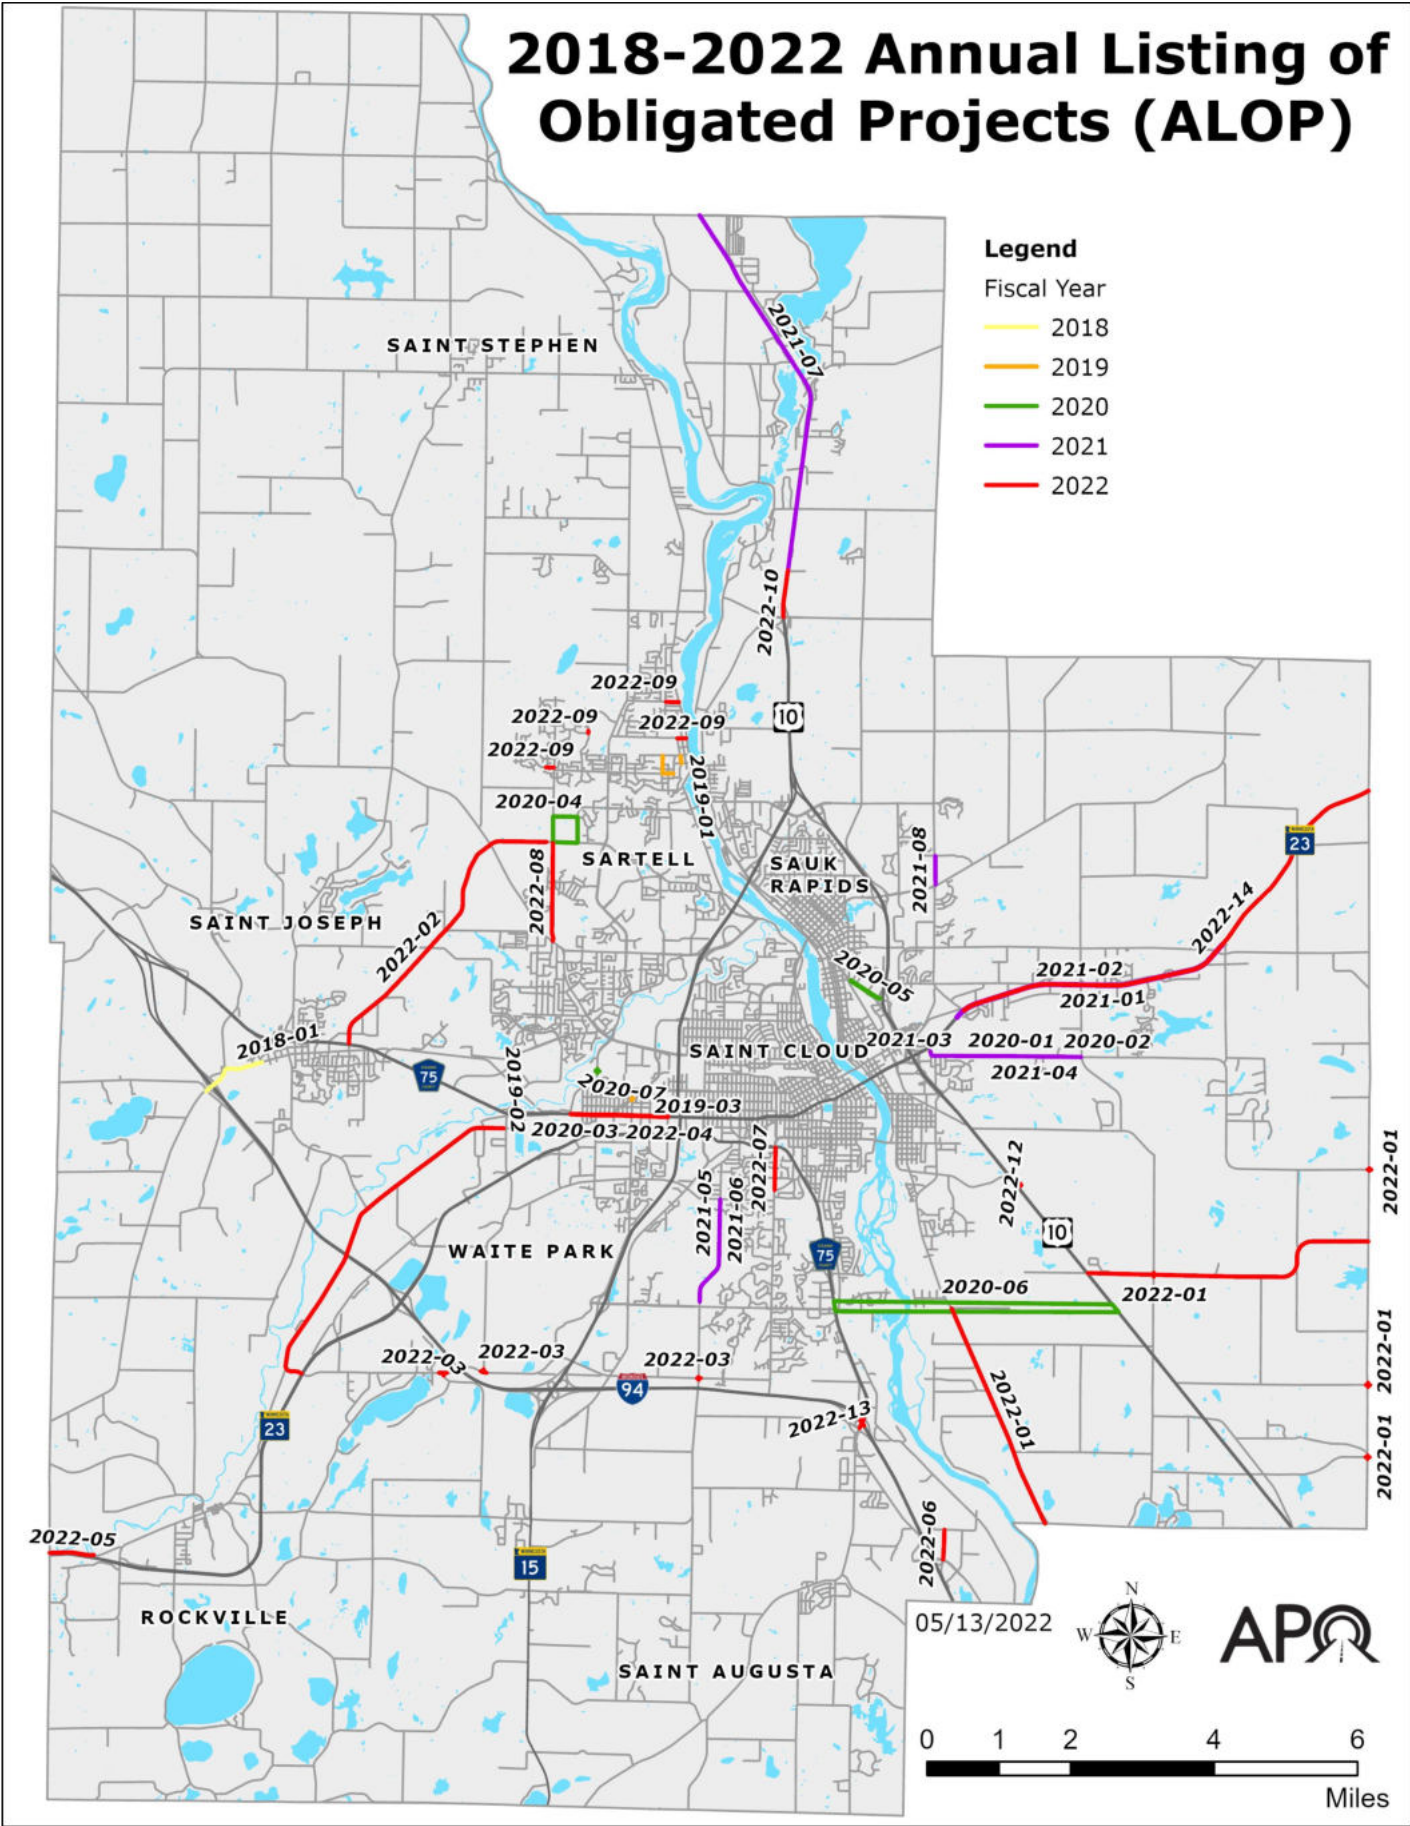 2018-2022 Annual Listing of
Obligated Projects (ALOP)
Legend
Fiscal Year
2018
2019
2020
2021
2022
2021-07
SAINT STEPHEN
2022-10
2022-09
10
2022-09
2022-09
2022-09
2019-01
2020-04
23
SARTELL
SAUK
RAPIDS
2021-08
2022-08
SAINT JOSEPH
2022-02
2022-14
2020-05
2021-02
2021-01
2018-01
SAINT CLOUD
2021-03
2020-01
2020-02
2021-04
75
2019-02
2020-07
2019-03
2020-03
2022-04
2022-07
2022-12
2022-01
2021-05
2021-06
10
WAITE PARK
75
2020-06
2022-01
2022-03
2022-03
2022-03
94
2022-01
2022-01
23
2022-13
2022-01
2022-05
2022-06
15
ROCKVILLE
05/13/2022
N
W
E
S
APO
SAINT AUGUSTA
0 1 2 4 6
Miles